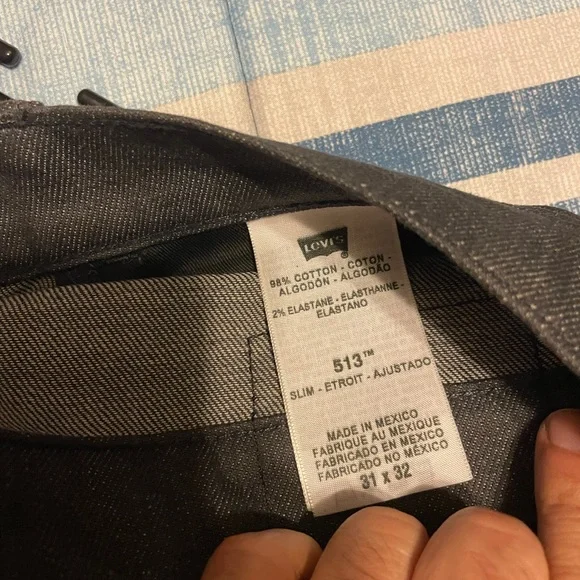 Levi's
®
98% COTTON - COTON -
ALGODÓN - ALGODÃO
2% ELASTANE - ELASTHANNE -
ELASTANO
513™
SLIM - ETROIT - AJUSTADO
MADE IN MEXICO
FABRIQUE AU MEXIQUE
FABRICADO EN MEXICO
FABRICADO NO MÉXICO
31 x 32